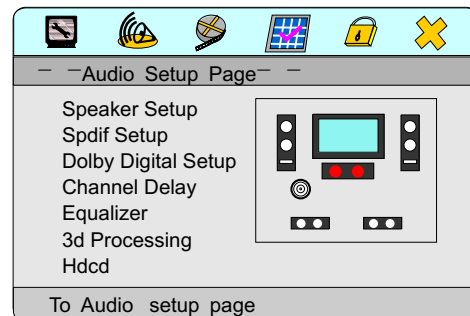 – –Audio Setup Page– –
Speaker Setup
Spdif Setup
Dolby Digital Setup
Channel Delay
Equalizer
3d Processing
Hdcd
To Audio setup page